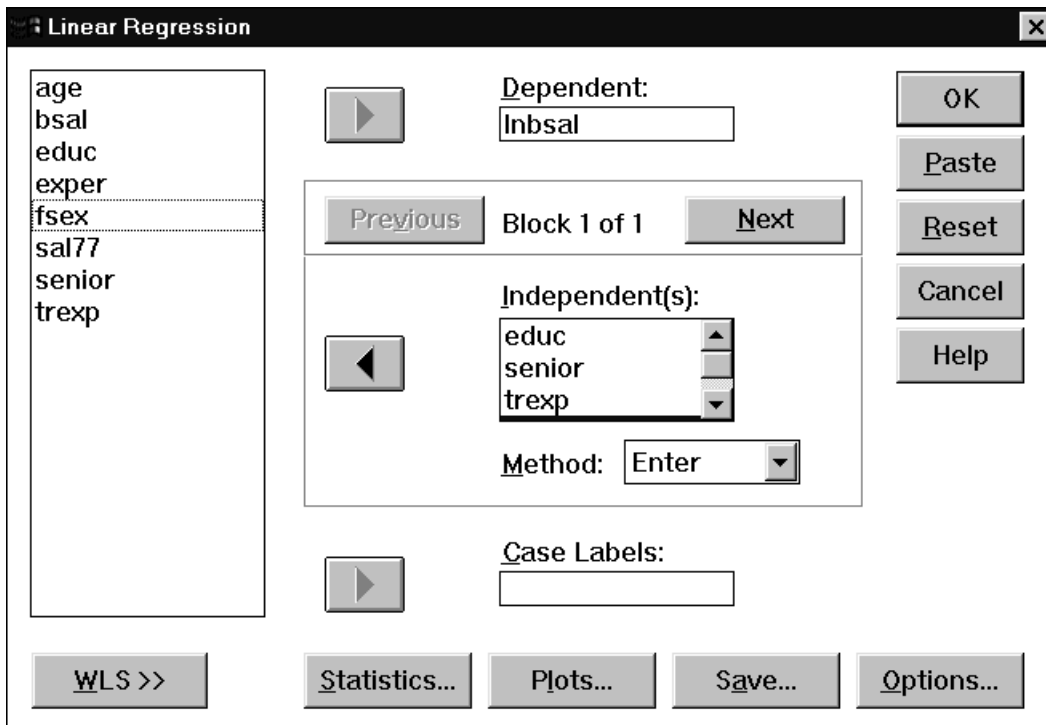 Linear Regression
age
bsal
educ
exper
fsex
sal77
senior
trexp
Dependent:
lnbsal
Previous
Block 1 of 1
Next
Independent(s):
educ
senior
trexp
Method:
Enter
Case Labels:
OK
Paste
Reset
Cancel
Help
WLS >>
Statistics...
Plots...
Save...
Options...